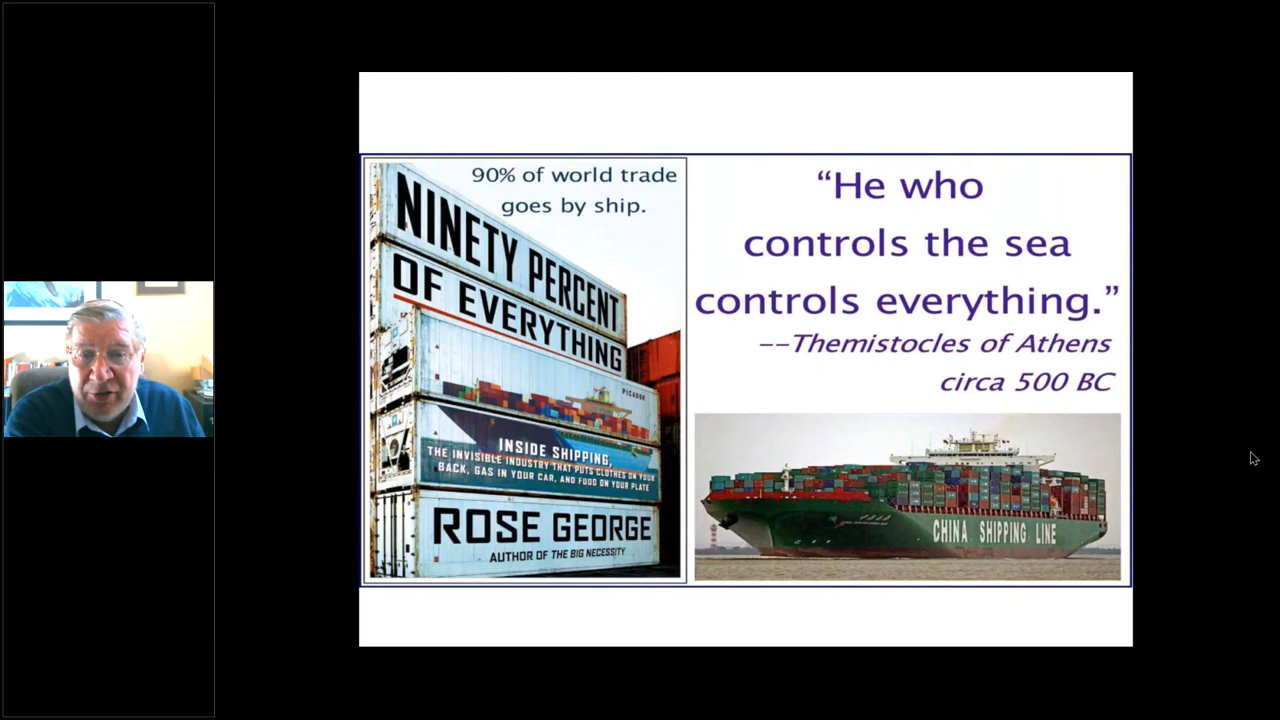 90% of world trade
goes by ship.
NINETY PERCENT
OF EVERYTHING
PICADOR
INSIDE SHIPPING,
THE INVISIBLE INDUSTRY THAT PUTS CLOTHES ON YOUR
BACK, GAS IN YOUR CAR, AND FOOD ON YOUR PLATE
ROSE GEORGE
AUTHOR OF THE BIG NECESSITY
“He who
controls the sea
controls everything.”
--Themistocles of Athens
circa 500 BC
CHINA SHIPPING LINE